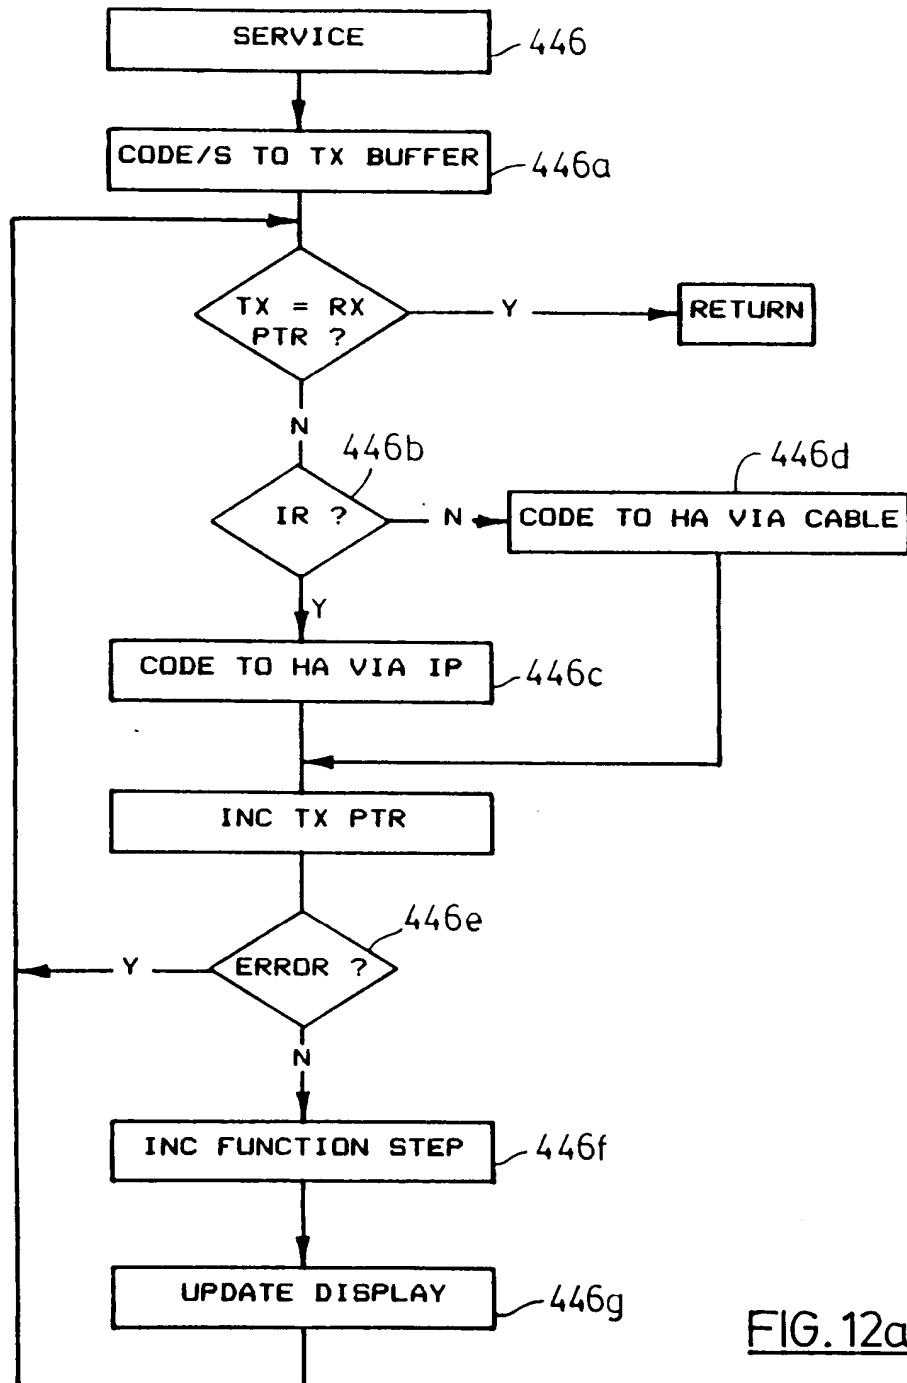 SERVICE
446
CODE/S TO TX BUFFER
446a
TX = RX
PTR ?
Y
RETURN
N
446b
446d
IR ?
N
CODE TO HA VIA CABLE
Y
CODE TO HA VIA IP
446c
INC TX PTR
446e
ERROR ?
Y
N
INC FUNCTION STEP
446f
UPDATE DISPLAY
446g
FIG. 12a